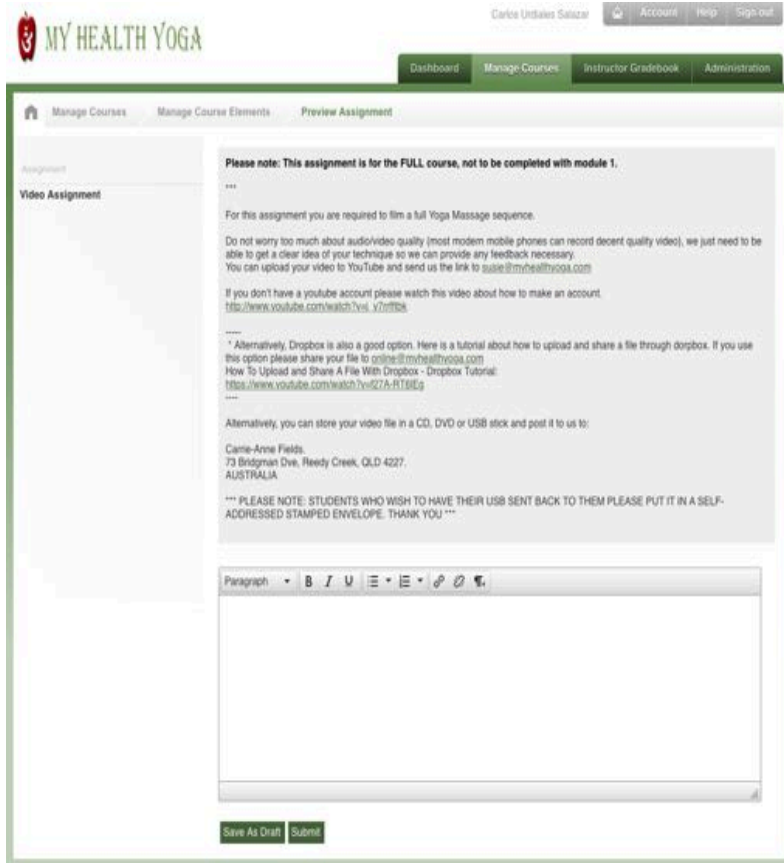 Carlos Urdiales Salazar
Account
Help
Sign out
MY HEALTH YOGA
Dashboard
Manage Courses
Instructor Gradebook
Administration
Manage Courses
Manage Course Elements
Preview Assignment
Assignment
Video Assignment
Please note: This assignment is for the FULL course, not to be completed with module 1.
***
For this assignment you are required to film a full Yoga Massage sequence.
Do not worry too much about audio/video quality (most modern mobile phones can record decent quality video), we just need to be
able to get a clear idea of your technique so we can provide any feedback necessary.
You can upload your video to YouTube and send us the link to susie@myhealthyoga.com
If you don't have a youtube account please watch this video about how to make an account.
-----
* Alternatively, Dropbox is also a good option. Here is a tutorial about how to upload and share a file through dorpbox. If you use
this option please share your file to online@myhealthyoga.com
How To Upload and Share A File With Dropbox - Dropbox Tutorial:
----
Alternatively, you can store your video file in a CD, DVD or USB stick and post it to us to:
Carrie-Anne Fields.
73 Bridgman Dve, Reedy Creek, QLD 4227.
AUSTRALIA
*** PLEASE NOTE: STUDENTS WHO WISH TO HAVE THEIR USB SENT BACK TO THEM PLEASE PUT IT IN A SELF-
ADDRESSED STAMPED ENVELOPE. THANK YOU ***
Paragraph
B I U
Save As Draft
Submit